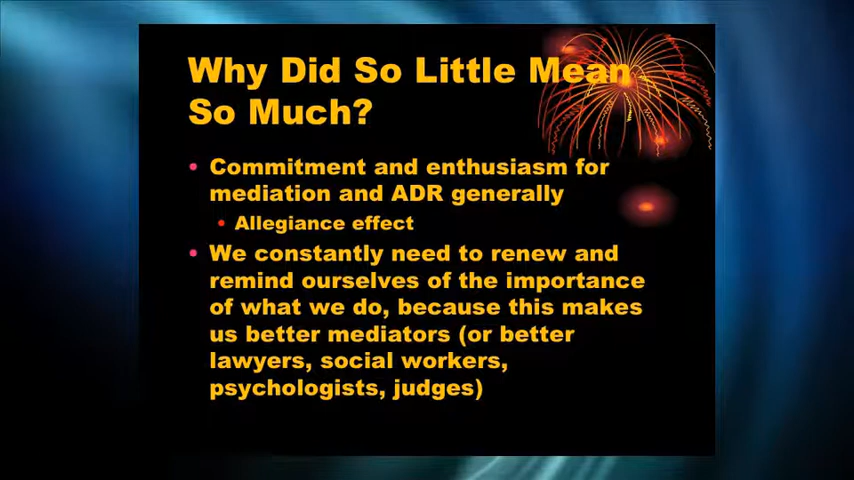 Why Did So Little Mean
So Much?
• Commitment and enthusiasm for
mediation and ADR generally
• Allegiance effect
• We constantly need to renew and
remind ourselves of the importance
of what we do, because this makes
us better mediators (or better
lawyers, social workers,
psychologists, judges)